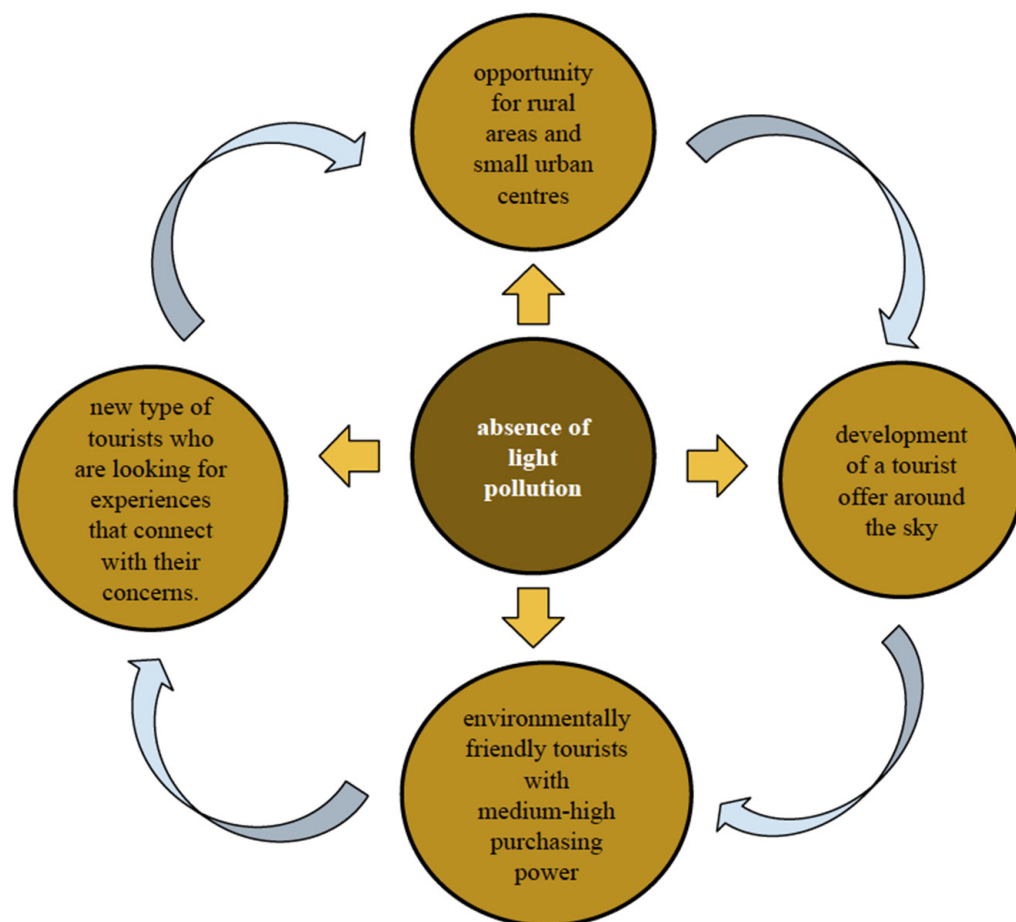 opportunity
for rural
areas and
small urban
centres
absence of
light
pollution
new type of
tourists who
are looking for
experiences
that connect
with their
concerns.
development
of a tourist
offer around
the sky
environmentally
friendly tourists
with
medium-high
purchasing
power